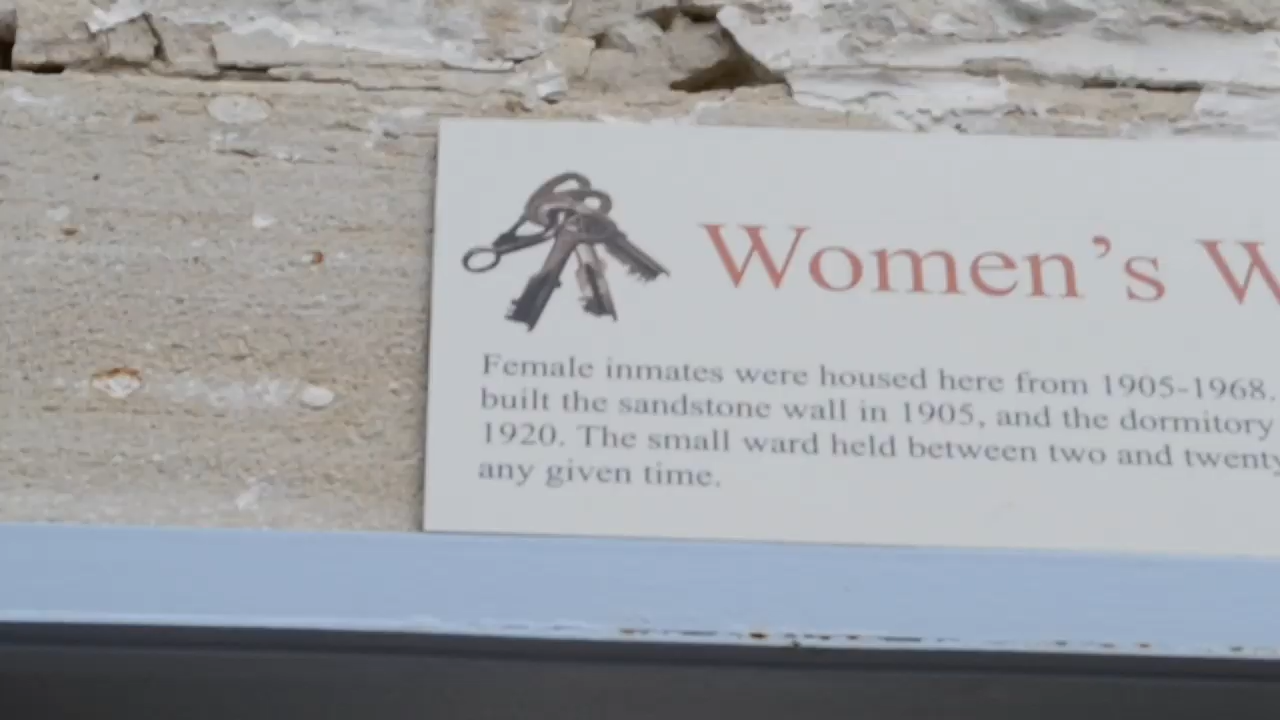 Women's W
Female inmates were housed here from 1905-1968.
built the sandstone wall in 1905, and the dormitory
1920. The small ward held between two and twenty
any given time.